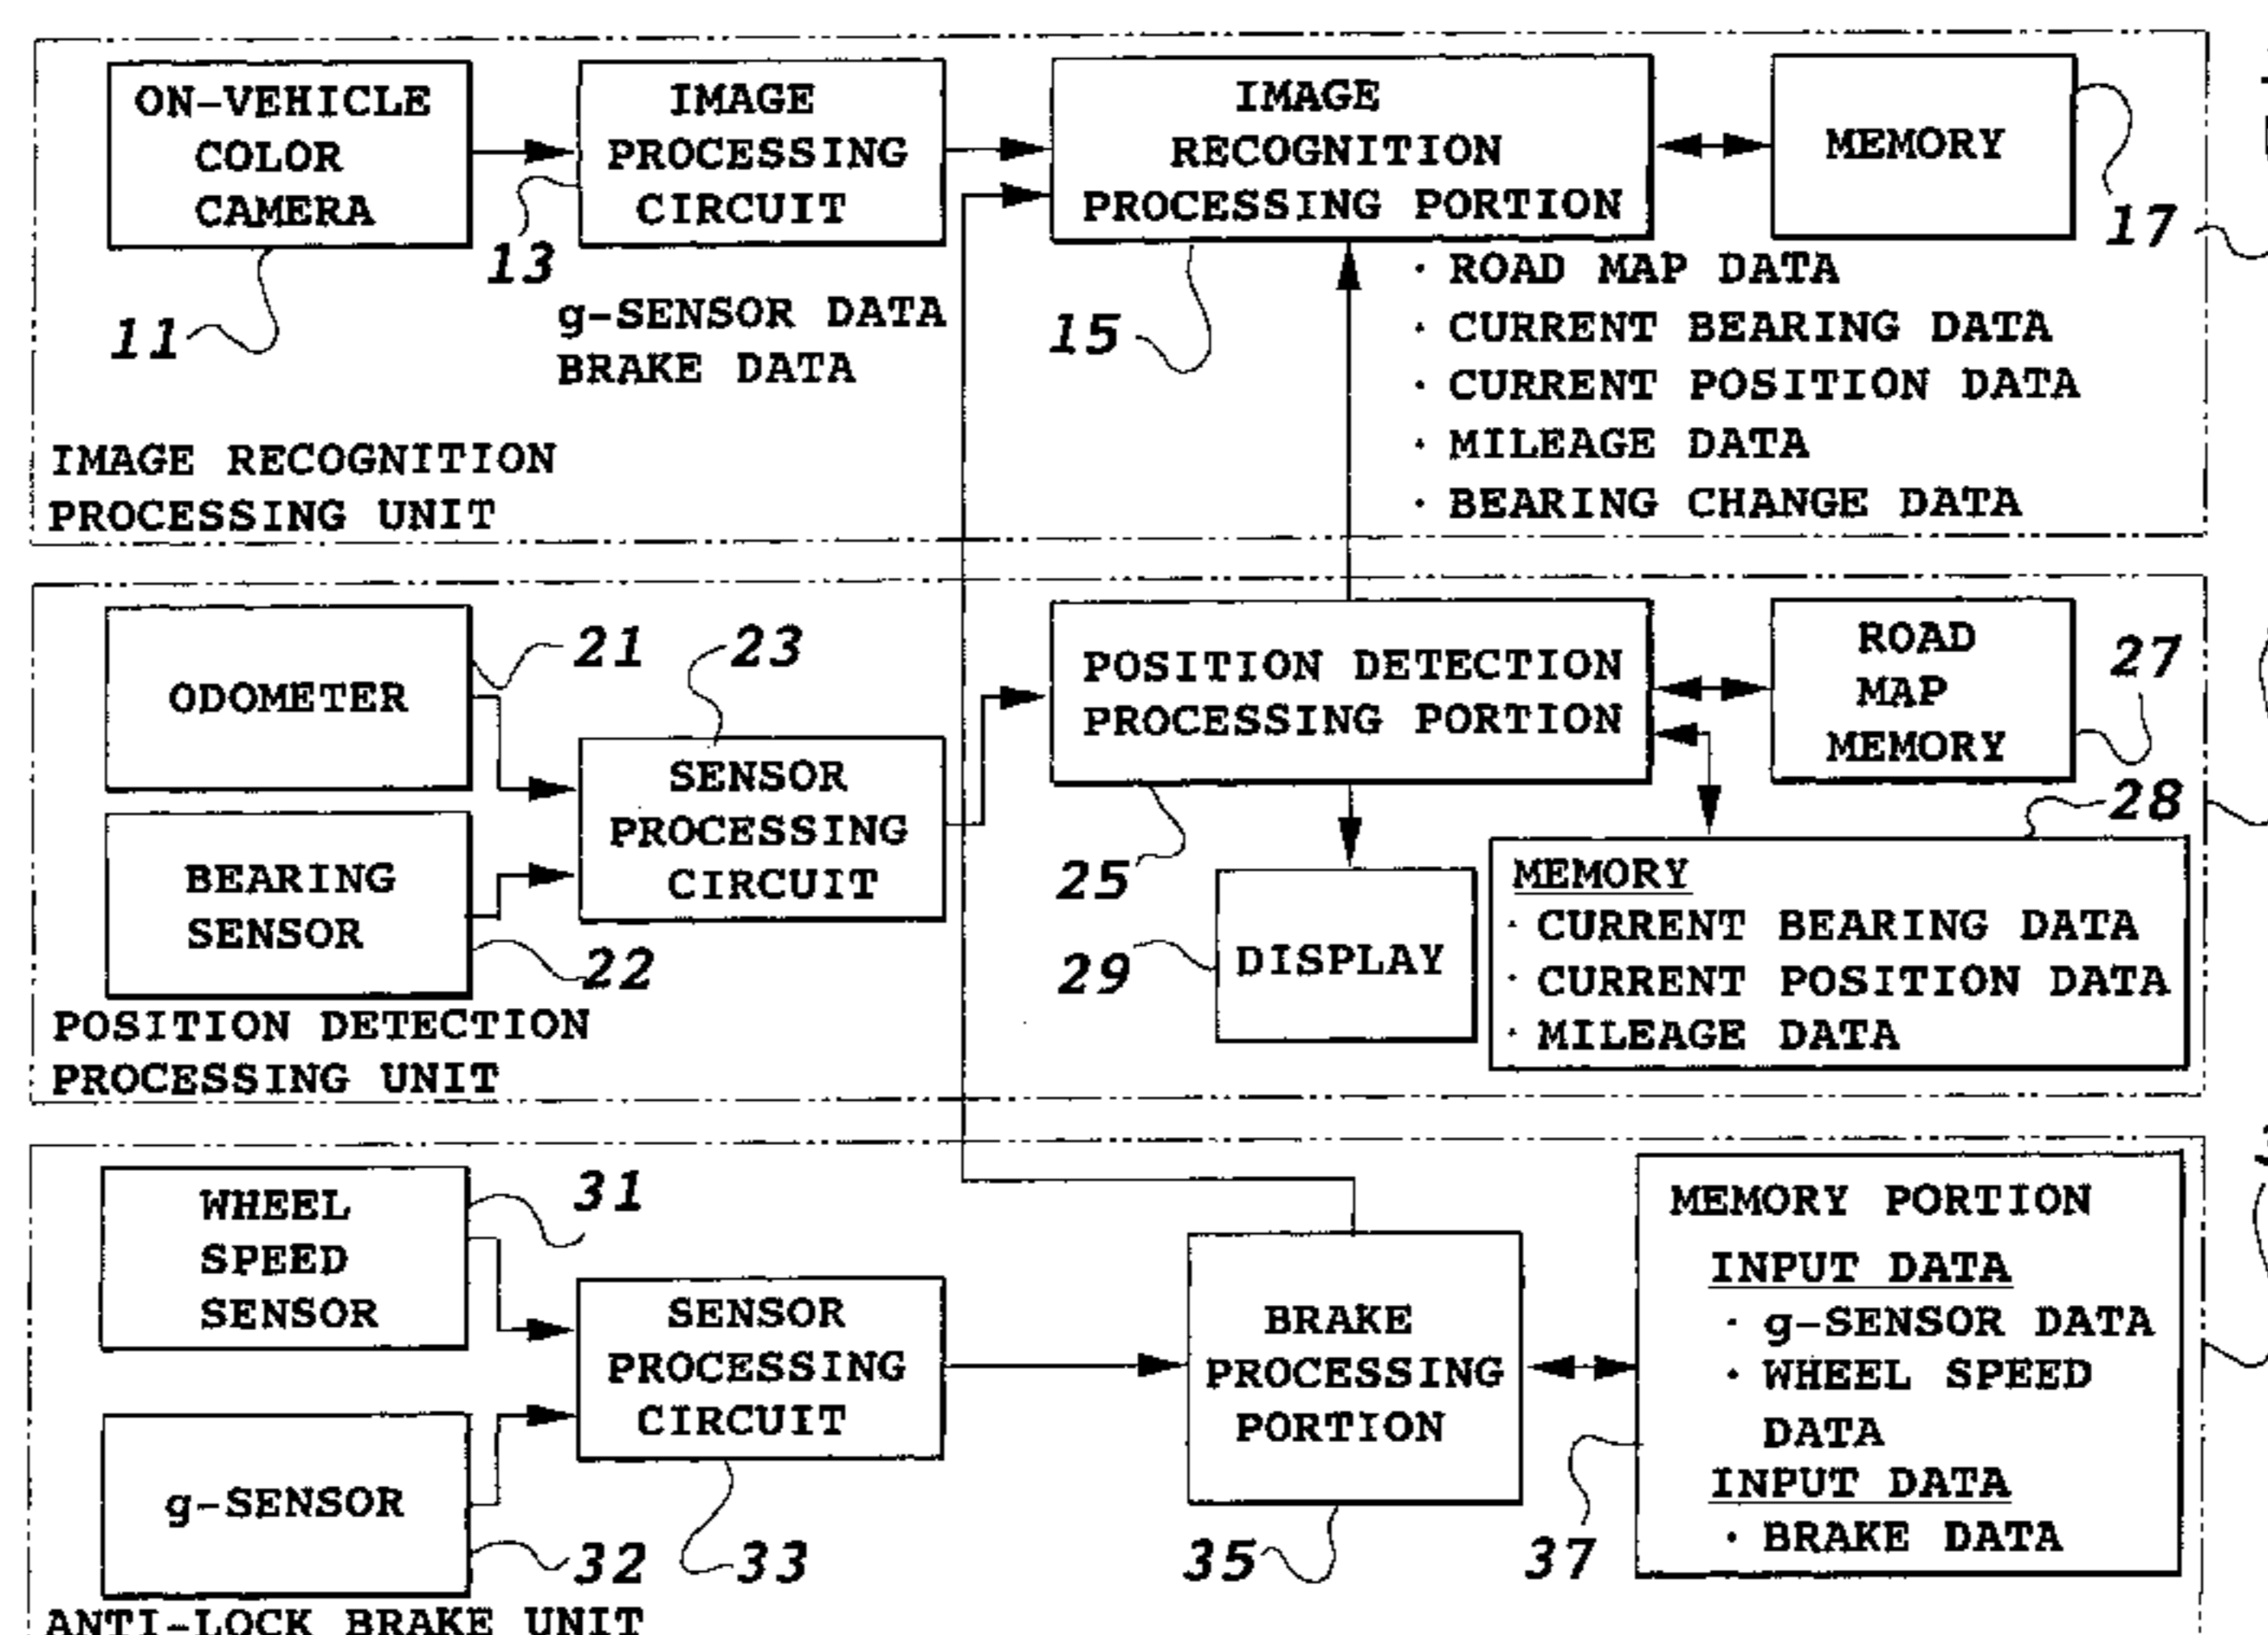 ON-VEHICLE
COLOR
CAMERA
11
IMAGE
PROCESSING
CIRCUIT
13
g-SENSOR DATA
BRAKE DATA
IMAGE
RECOGNITION
PROCESSING PORTION
15
MEMORY
17
· ROAD MAP DATA
· CURRENT BEARING DATA
· CURRENT POSITION DATA
· MILEAGE DATA
· BEARING CHANGE DATA
IMAGE RECOGNITION
PROCESSING UNIT
ODOMETER
21
BEARING
SENSOR
22
23
SENSOR
PROCESSING
CIRCUIT
POSITION DETECTION
PROCESSING PORTION
25
ROAD
MAP
MEMORY
27
28
DISPLAY
29
MEMORY
· CURRENT BEARING DATA
· CURRENT POSITION DATA
· MILEAGE DATA
POSITION DETECTION
PROCESSING UNIT
WHEEL
SPEED
SENSOR
31
g-SENSOR
32
SENSOR
PROCESSING
CIRCUIT
33
BRAKE
PROCESSING
PORTION
35
MEMORY PORTION
INPUT DATA
· g-SENSOR DATA
· WHEEL SPEED
DATA
INPUT DATA
· BRAKE DATA
37
ANTI-LOCK BRAKE UNIT